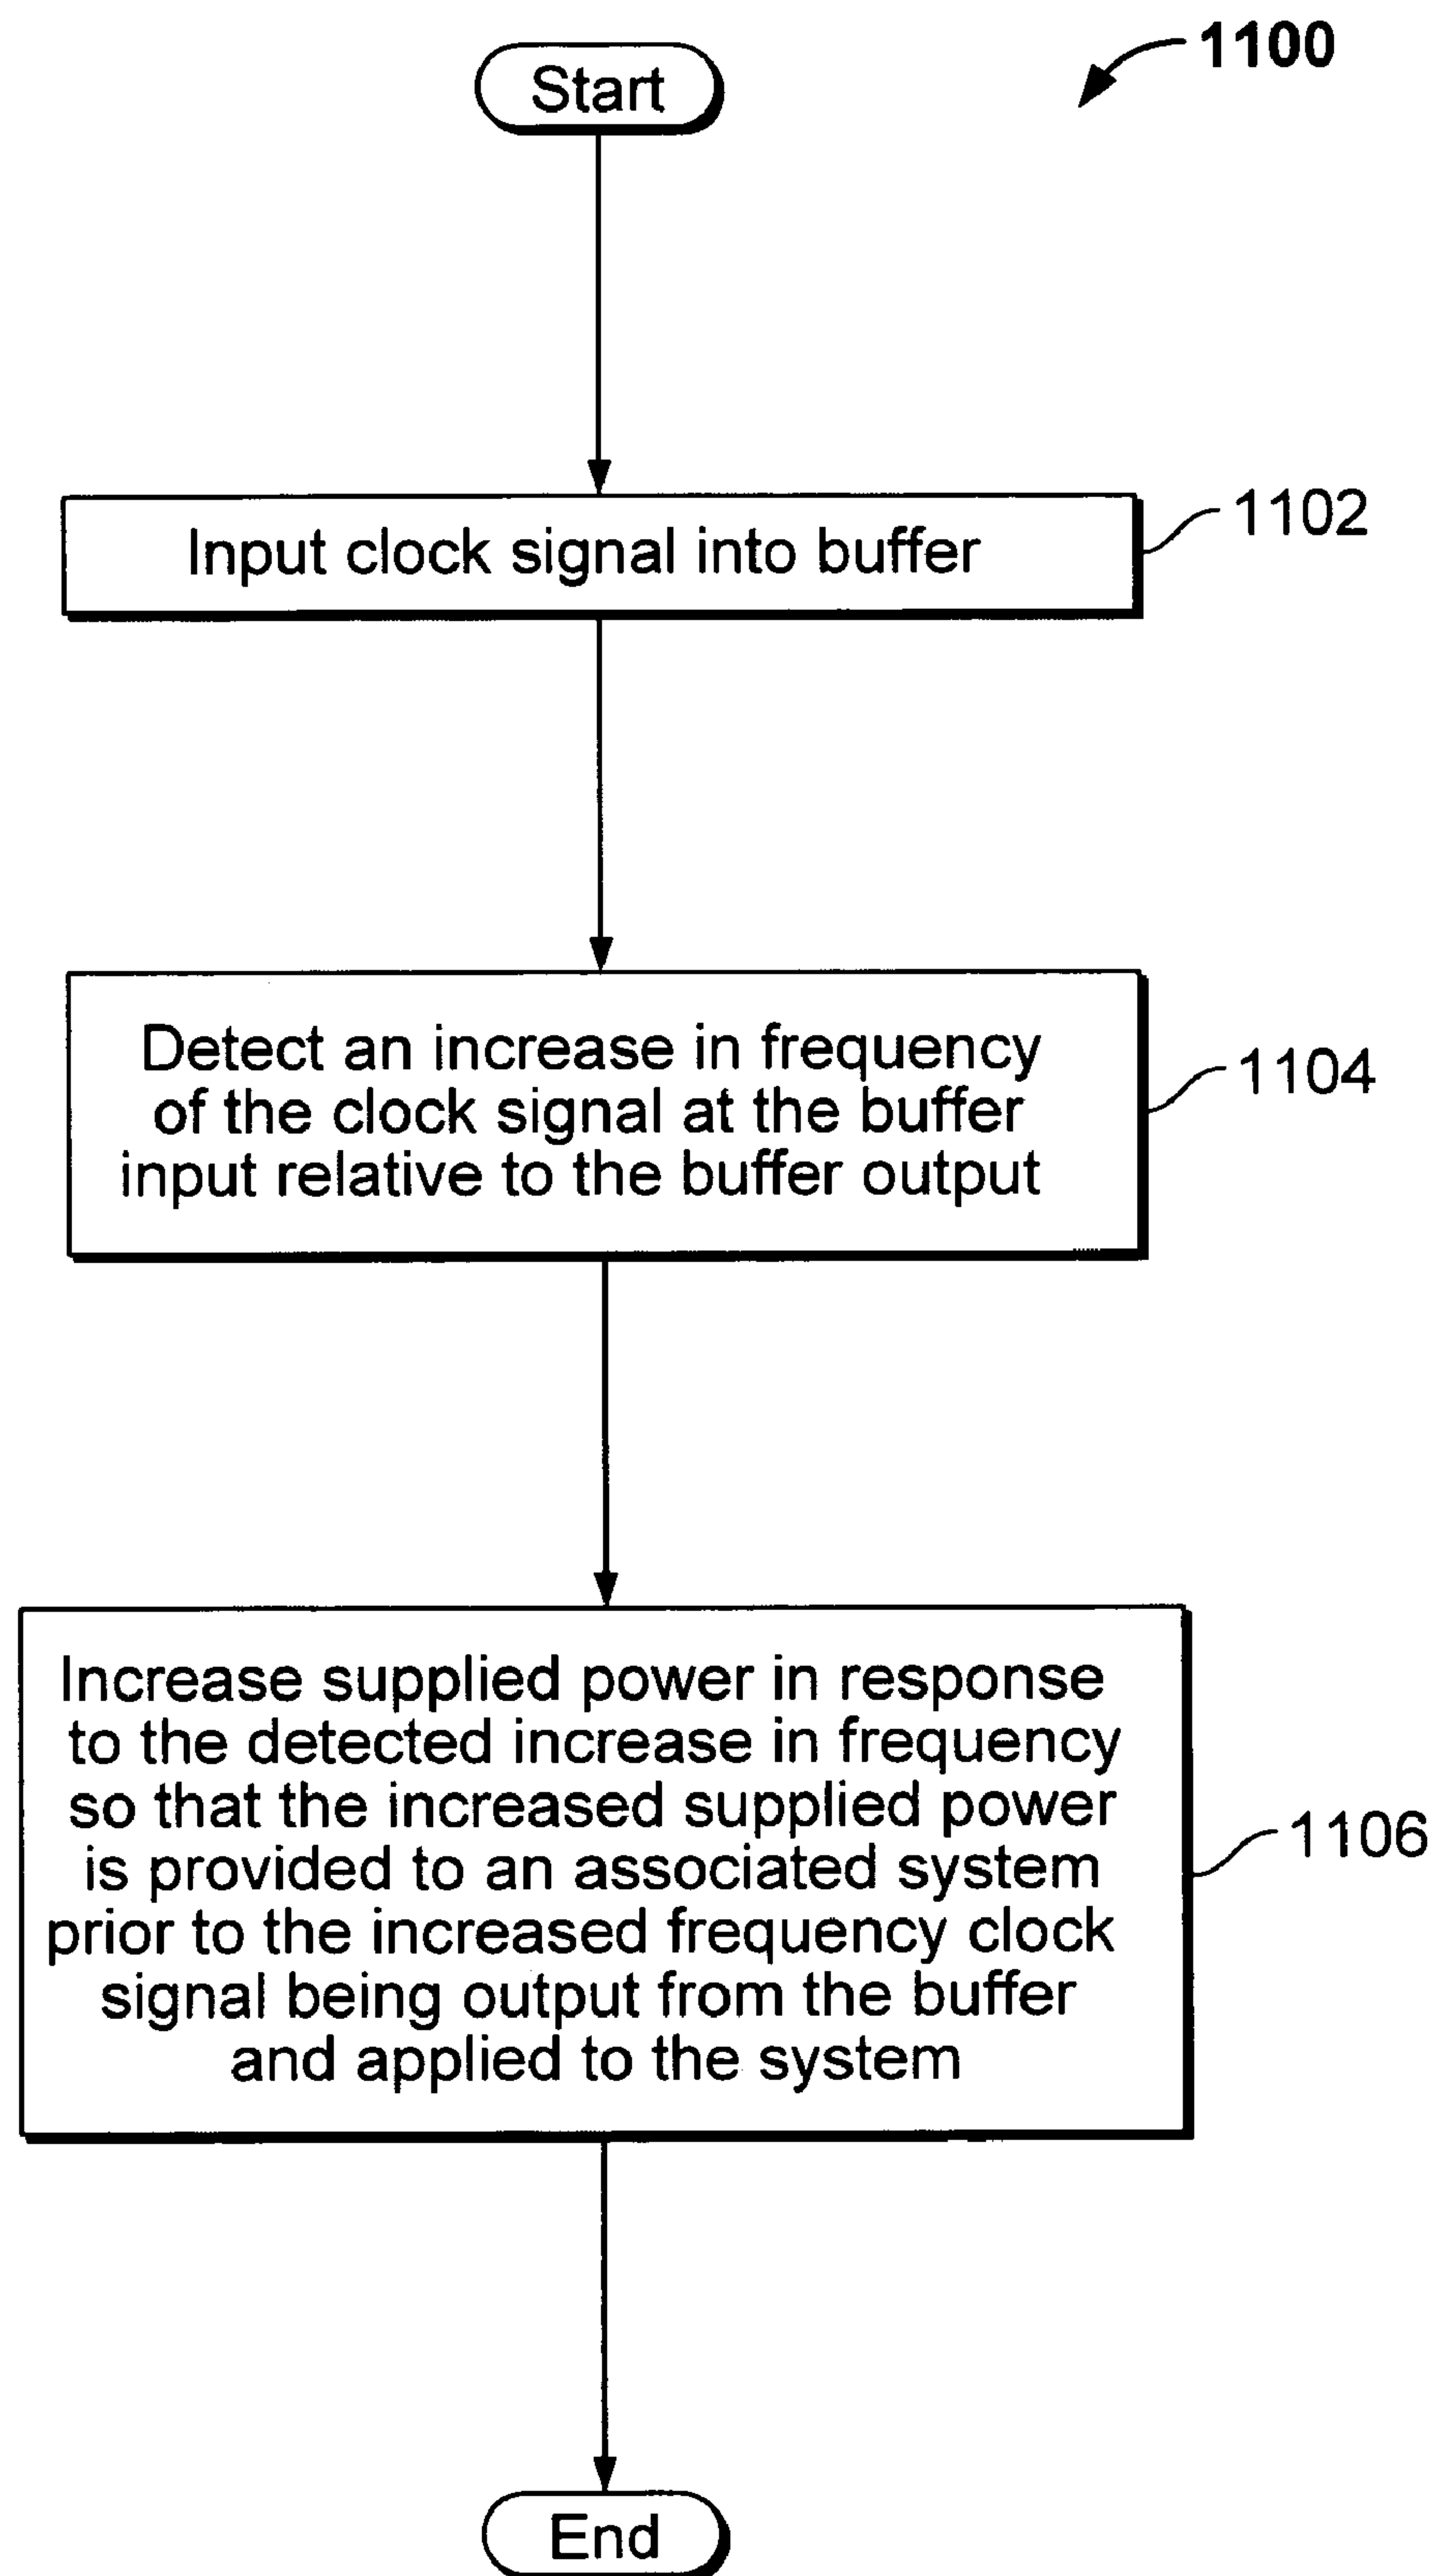 1100
Start
Input clock signal into buffer
1102
Detect an increase in frequency
of the clock signal at the buffer
input relative to the buffer output
1104
Increase supplied power in response
to the detected increase in frequency
so that the increased supplied power
is provided to an associated system
prior to the increased frequency clock
signal being output from the buffer
and applied to the system
1106
End